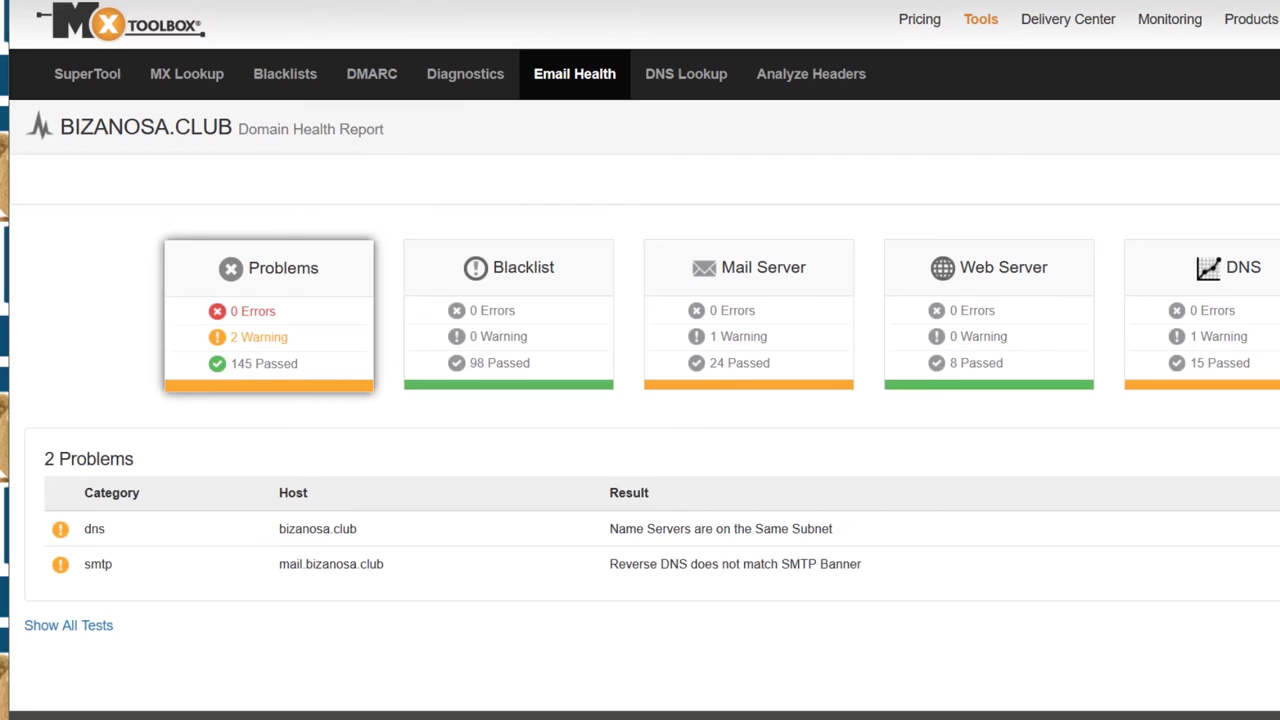 MX TOOLBOX®
Pricing Tools Delivery Center Monitoring Products
SuperTool MX Lookup Blacklists DMARC Diagnostics Email Health DNS Lookup Analyze Headers
BIZANOSA.CLUB Domain Health Report
Problems
0 Errors
2 Warning
145 Passed
Blacklist
0 Errors
0 Warning
98 Passed
Mail Server
0 Errors
1 Warning
24 Passed
Web Server
0 Errors
0 Warning
8 Passed
DNS
0 Errors
1 Warning
15 Passed
2 Problems
Category Host Result
dns bizanosa.club Name Servers are on the Same Subnet
smtp mail.bizanosa.club Reverse DNS does not match SMTP Banner
Show All Tests